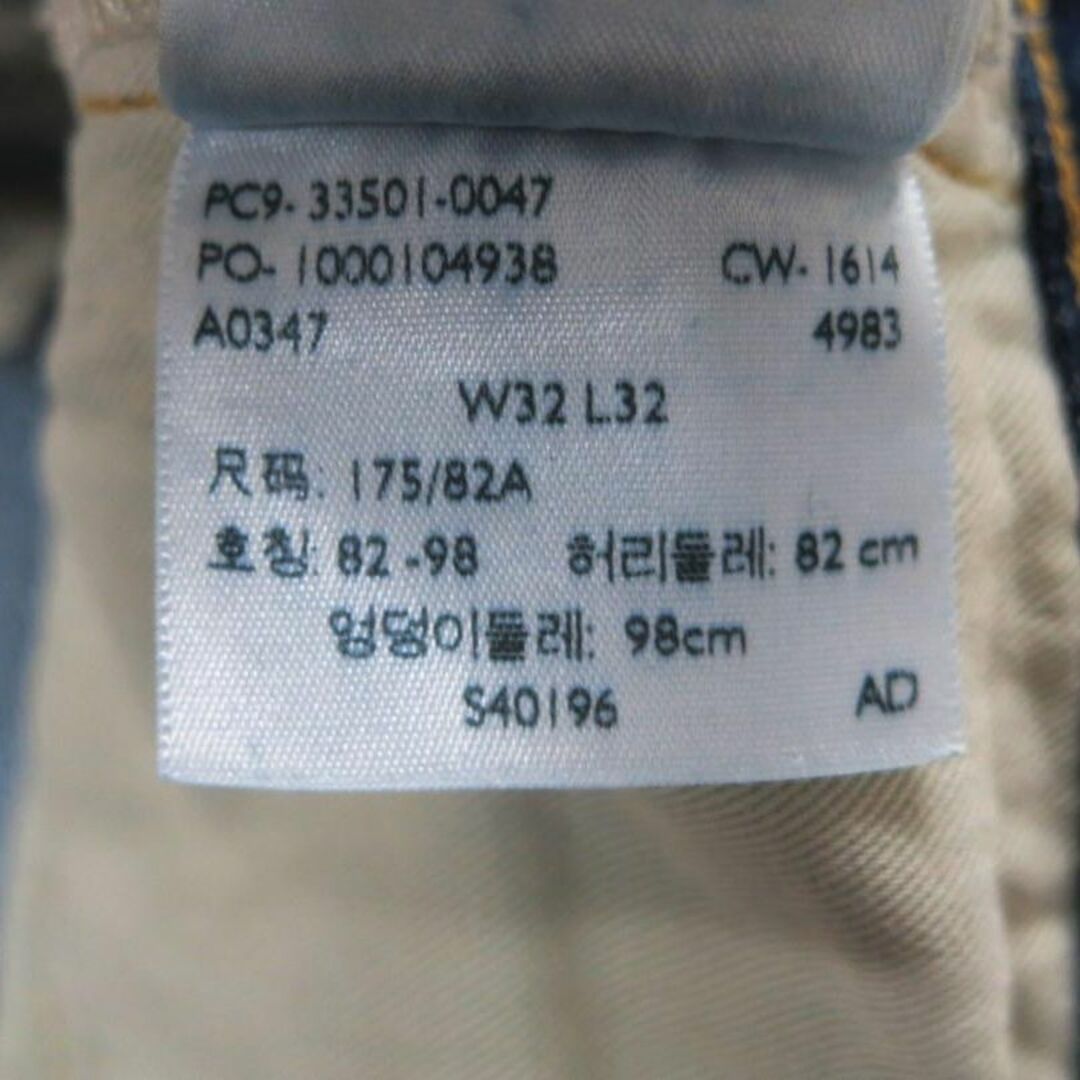 PC9- 33501-0047
PO- 1000104938 CW- 1614
A0347 4983
W32 L32
尺码: 175/82A
호칭: 82 -98 허리둘레: 82 cm
엉덩이둘레: 98cm
S40196 AD